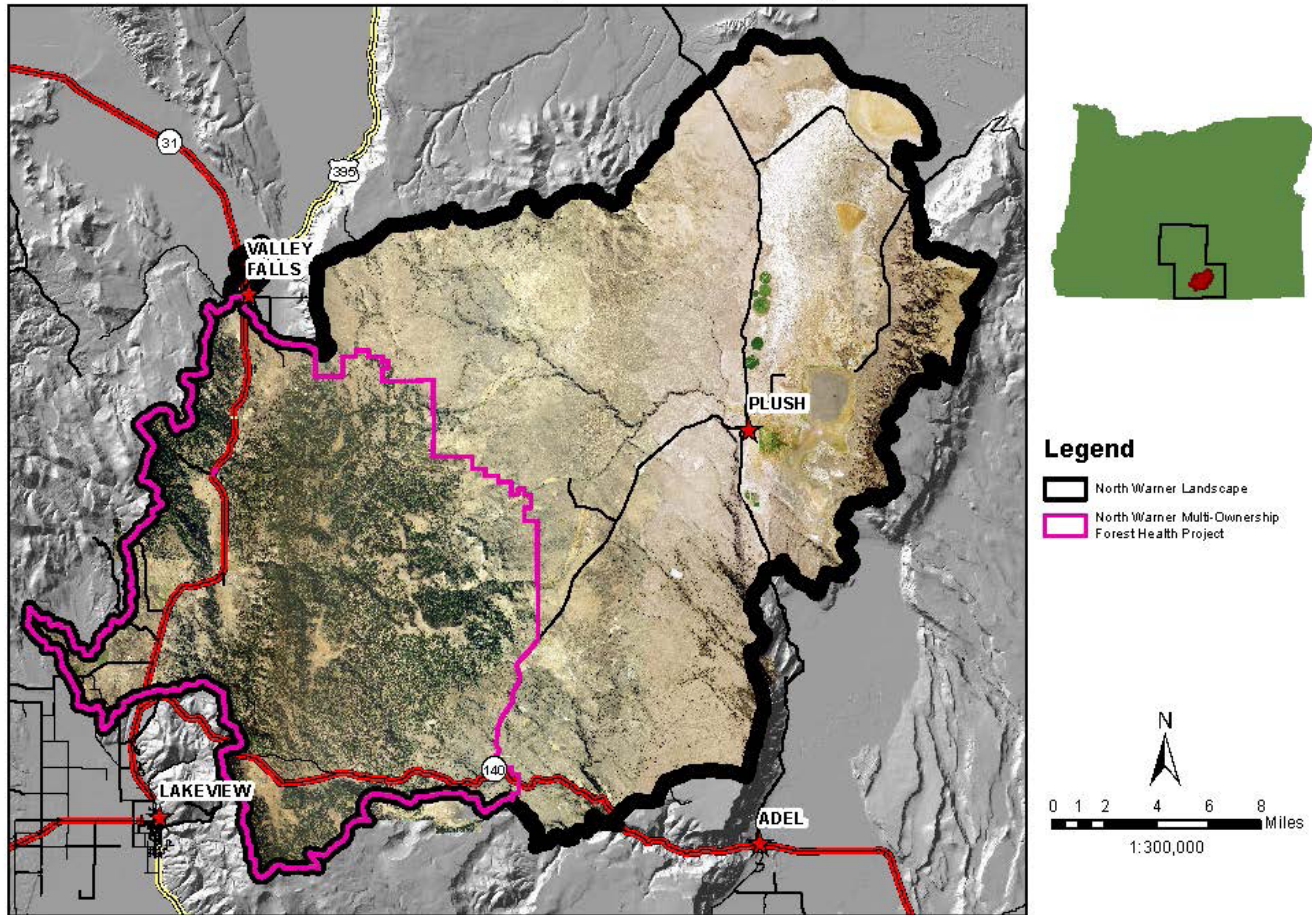 31
395
VALLEY
FALLS
PLUSH
140
LAKEVIEW
ADEL
Legend
North Warner Landscape
North Warner Multi-Ownership
Forest Health Project
N
0 1 2 4 6 8
Miles
1:300,000